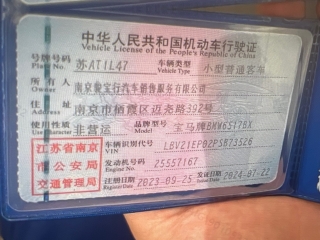 中华人民共和国机动车行驶证
Vehicle License of the People's Republic of China
号牌号码 Plate No. 苏AT1L47 车辆类型 Vehicle Type 小型普通客车
所有人 Owner 南京 宝行汽车销售服务有限公司
住址 Address 南京市栖霞区迈尧路392号
使用性质 Use Character 非营运 品牌型号 Model 宝马牌BMW6517BX
江苏省南京
市公安局
交通管理局
车辆识别代号 VIN
发动机号码 Engine No. 25557167
注册日期 Register Date 2023-09-25 发证日期 Issue Date 2024-07-22